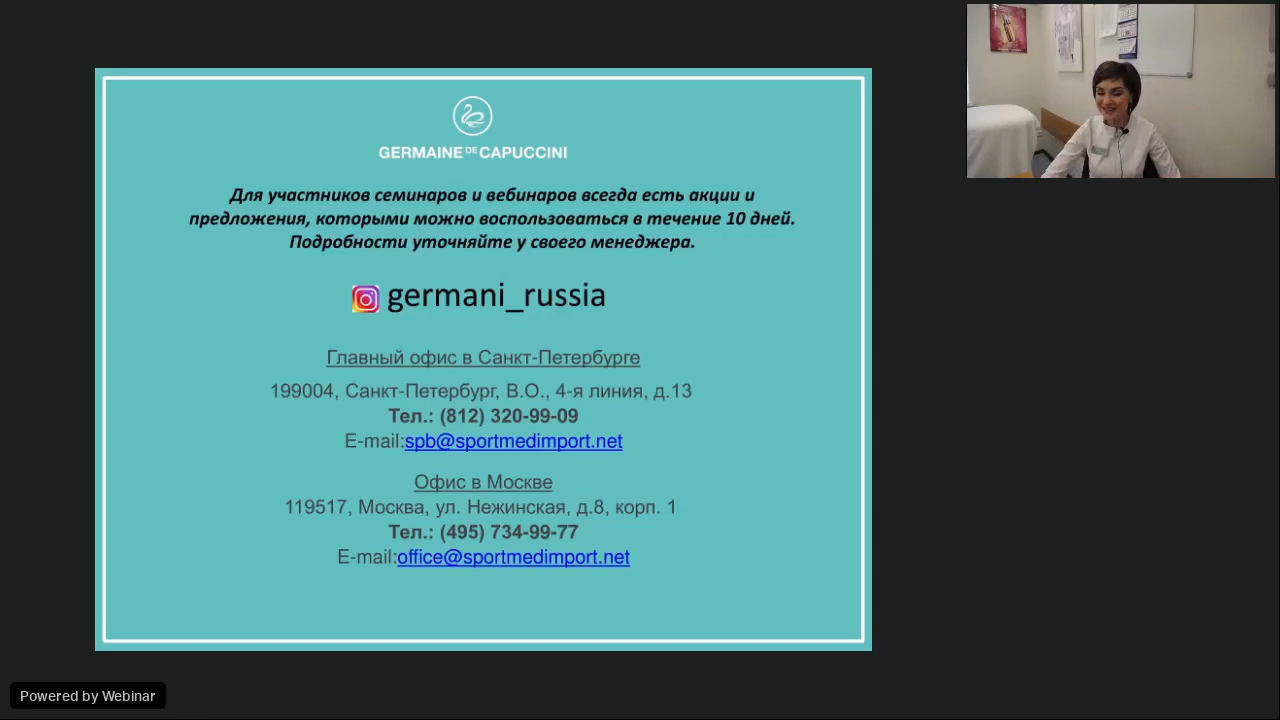 GERMAINE DE CAPUCCINI
Для участников семинаров и вебинаров всегда есть акции и
предложения, которыми можно воспользоваться в течение 10 дней.
Подробности уточняйте у своего менеджера.
germani_russia
Главный офис в Санкт-Петербурге
199004, Санкт-Петербург, В.О., 4-я линия, д.13
Тел.: (812) 320-99-09
E-mail:spb@sportmedimport.net
Офис в Москве
119517, Москва, ул. Нежинская, д.8, корп. 1
Тел.: (495) 734-99-77
E-mail:office@sportmedimport.net
Powered by Webinar